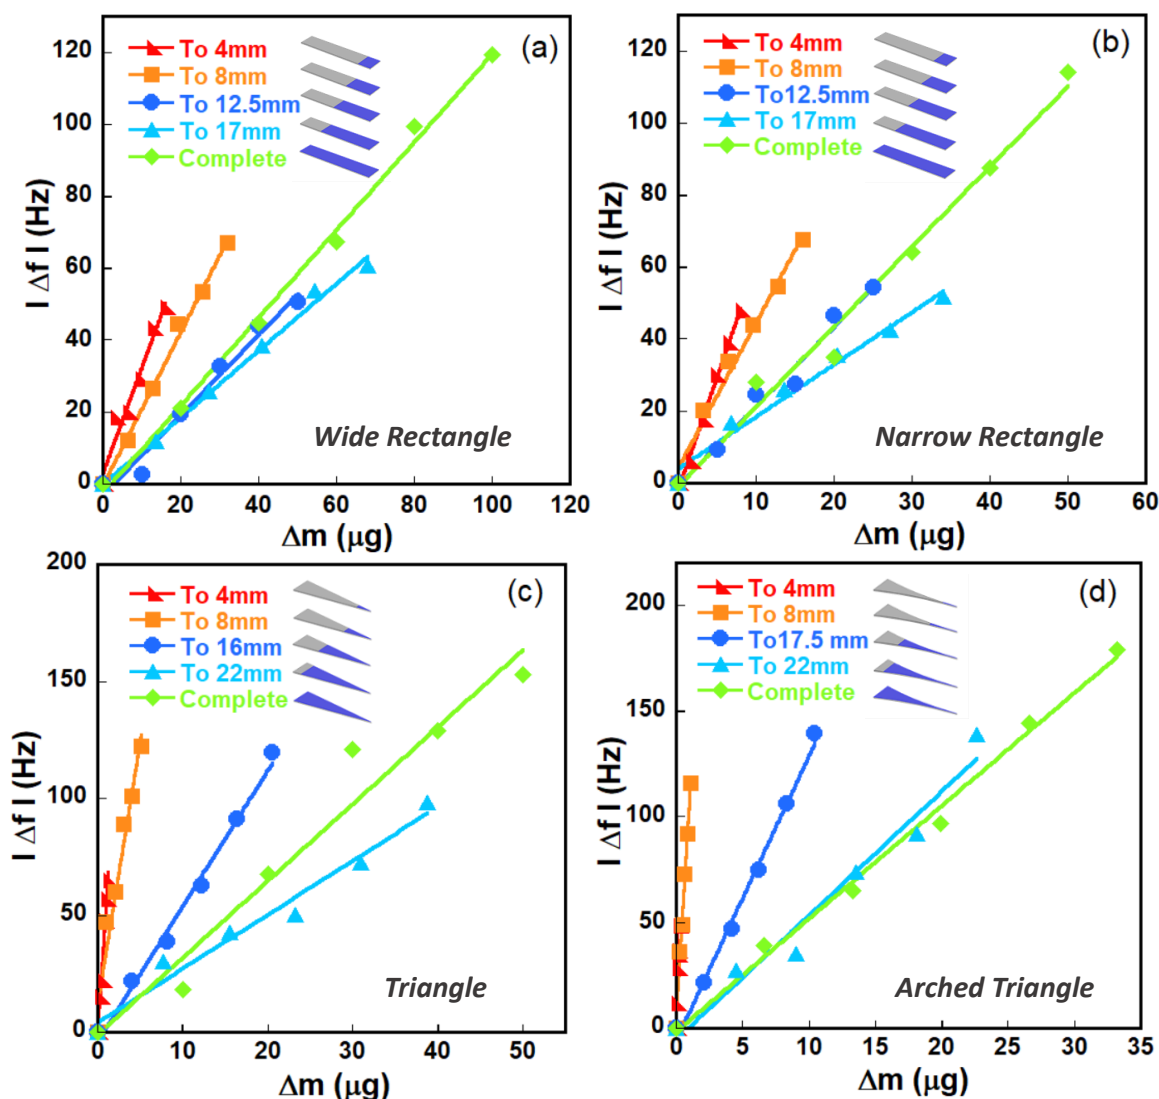 (a)
To 4mm
To 8mm
To 12.5mm
To 17mm
Complete
I Δf I (Hz)
120
100
80
60
40
20
0
Wide Rectangle
0 20 40 60 80 100 120
Δm (μg)
(b)
To 4mm
To 8mm
To12.5mm
To 17mm
Complete
I Δf I (Hz)
120
100
80
60
40
20
0
Narrow Rectangle
0 10 20 30 40 50 60
Δm (μg)
(c)
To 4mm
To 8mm
To 16mm
To 22mm
Complete
I Δf I (Hz)
200
150
100
50
0
Triangle
0 10 20 30 40 50
Δm (μg)
(d)
To 4mm
To 8mm
To17.5 mm
To 22mm
Complete
I Δf I (Hz)
200
150
100
50
0
Arched Triangle
0 5 10 15 20 25 30 35
Δm (μg)